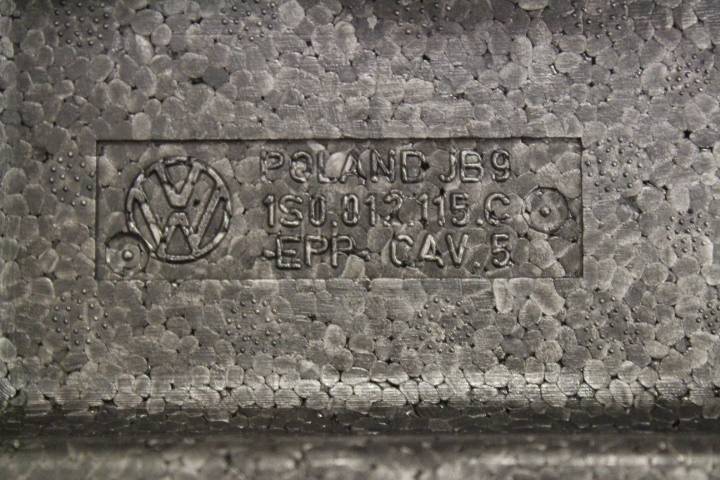 POLAND JB9
1S0.012.115.C
-EPP- CAV. 5